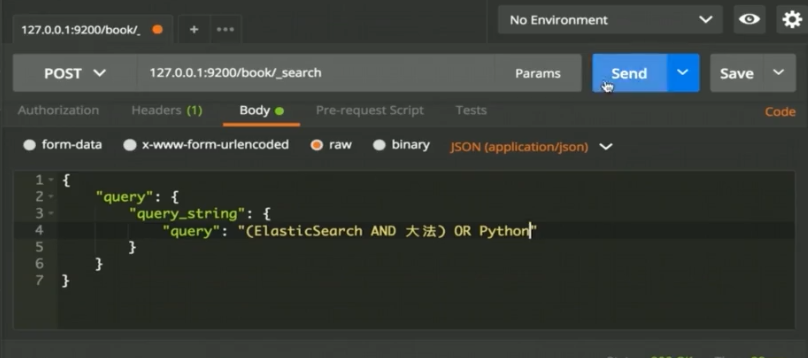 127.0.0.1:9200/book/_
+
•••
No Environment
POST
127.0.0.1:9200/book/_search
Params
Send
Save
Authorization
Headers (1)
Body
Pre-request Script
Tests
Code
form-data
x-www-form-urlencoded
raw
binary
JSON (application/json)
1 {
2 "query": {
3 "query_string": {
4 "query": "(ElasticSearch AND 大法) OR Python"
5 }
6 }
7 }